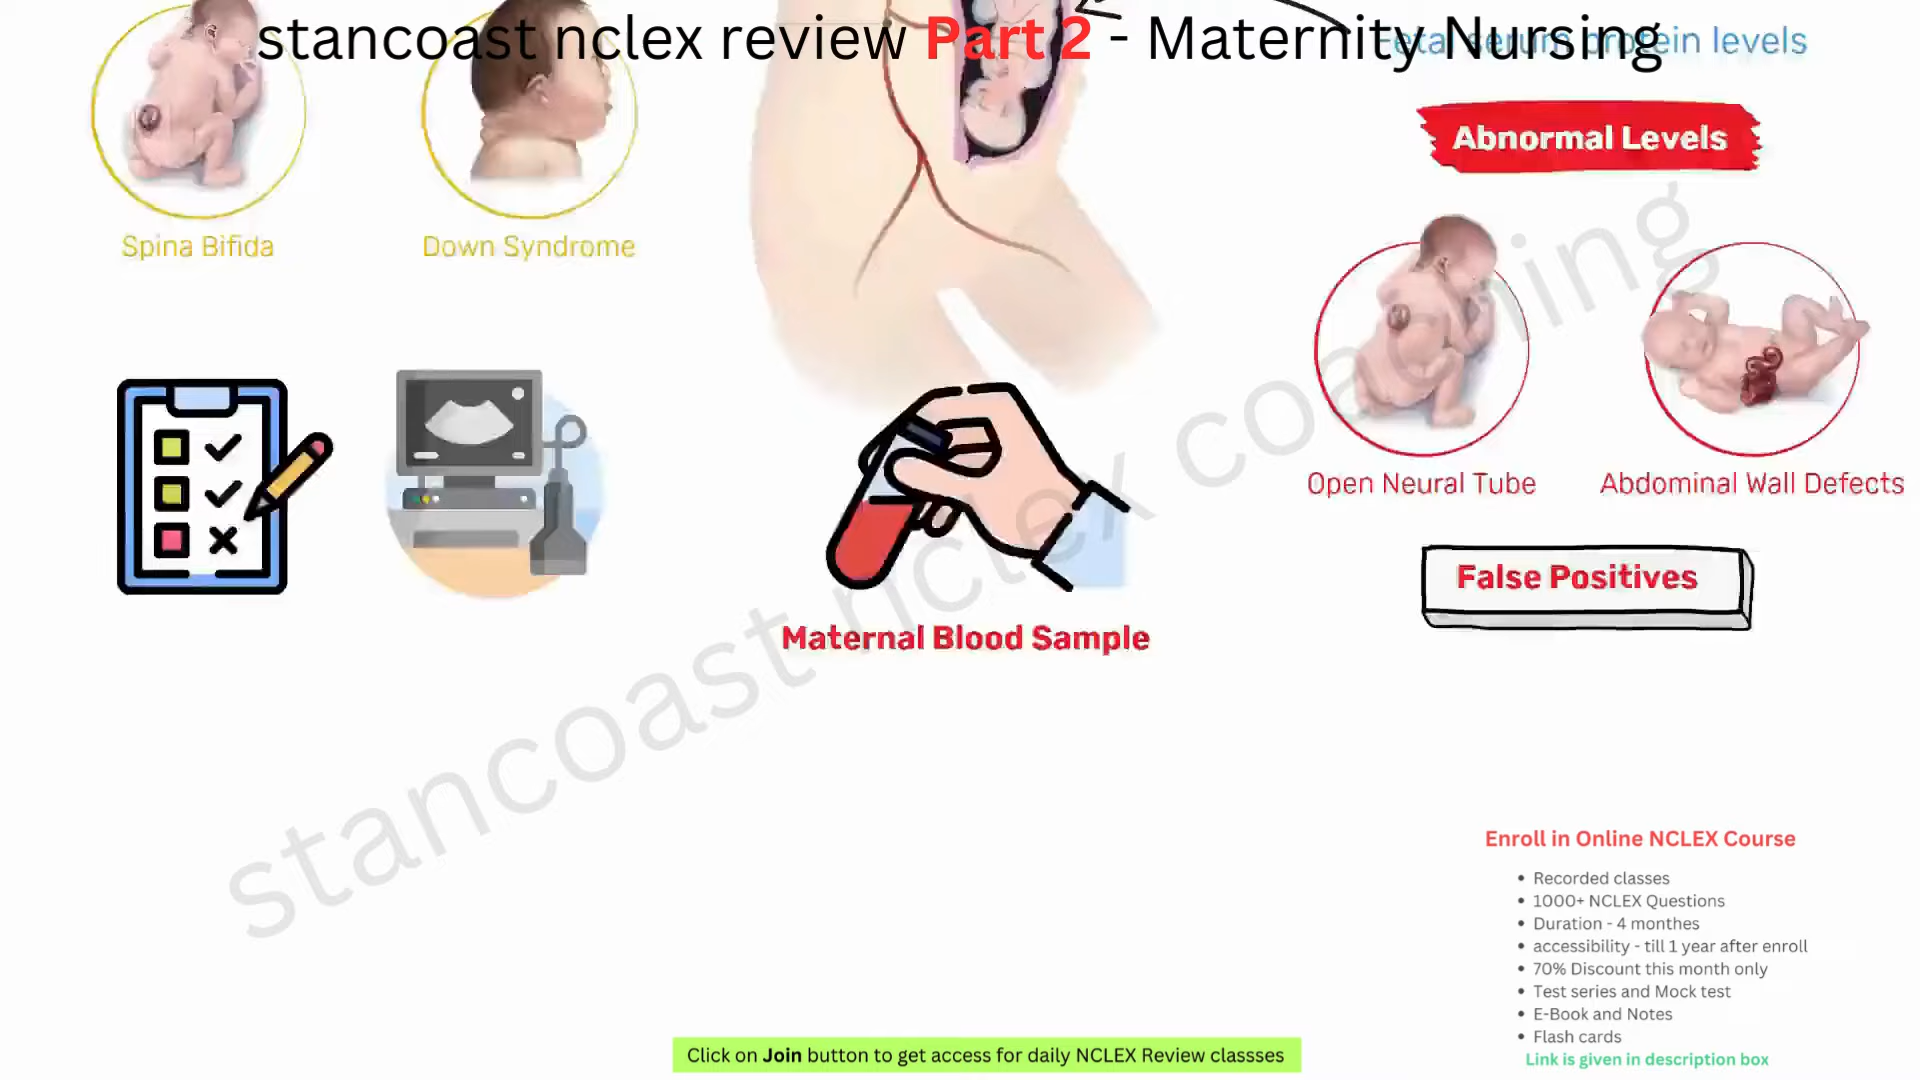 stancoast nclex review Part 2 - Maternity Nursing
Fetal serum protein levels
Abnormal Levels
Spina Bifida
Down Syndrome
Open Neural Tube
Abdominal Wall Defects
False Positives
Maternal Blood Sample
stancoast nclex coaching
Enroll in Online NCLEX Course
• Recorded classes
• 1000+ NCLEX Questions
• Duration - 4 monthes
• accessibility - till 1 year after enroll
• 70% Discount this month only
• Test series and Mock test
• E-Book and Notes
• Flash cards
Link is given in description box
Click on Join button to get access for daily NCLEX Review classses